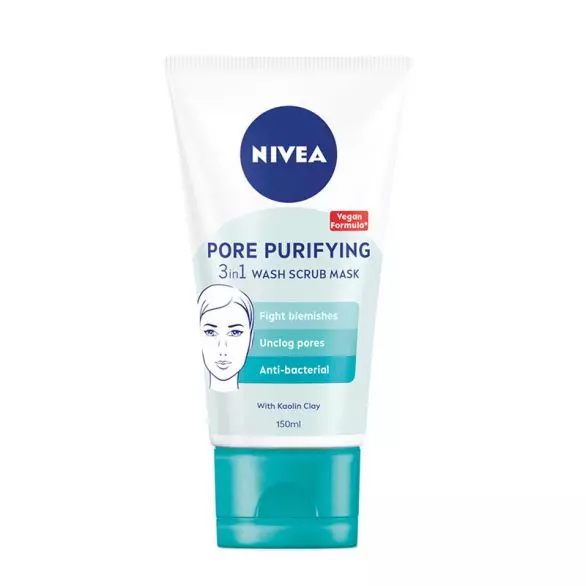 NIVEA
Vegan
Formula*
PORE PURIFYING
3in1 WASH SCRUB MASK
Fight blemishes
Unclog pores
Anti-bacterial
With Kaolin Clay
150ml